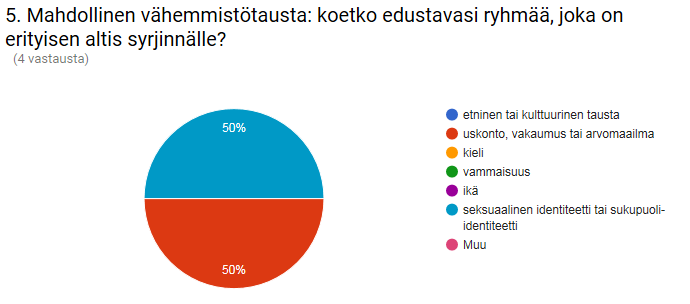 5. Mahdollinen vähemmistötausta: koetko edustavasi ryhmää, joka on
erityisen altis syrjinnälle?
(4 vastausta)
50%
50%
etninen tai kulttuurinen tausta
uskonto, vakaumus tai arvomaailma
kieli
vammaisuus
ikä
seksuaalinen identiteetti tai sukupuoli-
identiteetti
Muu